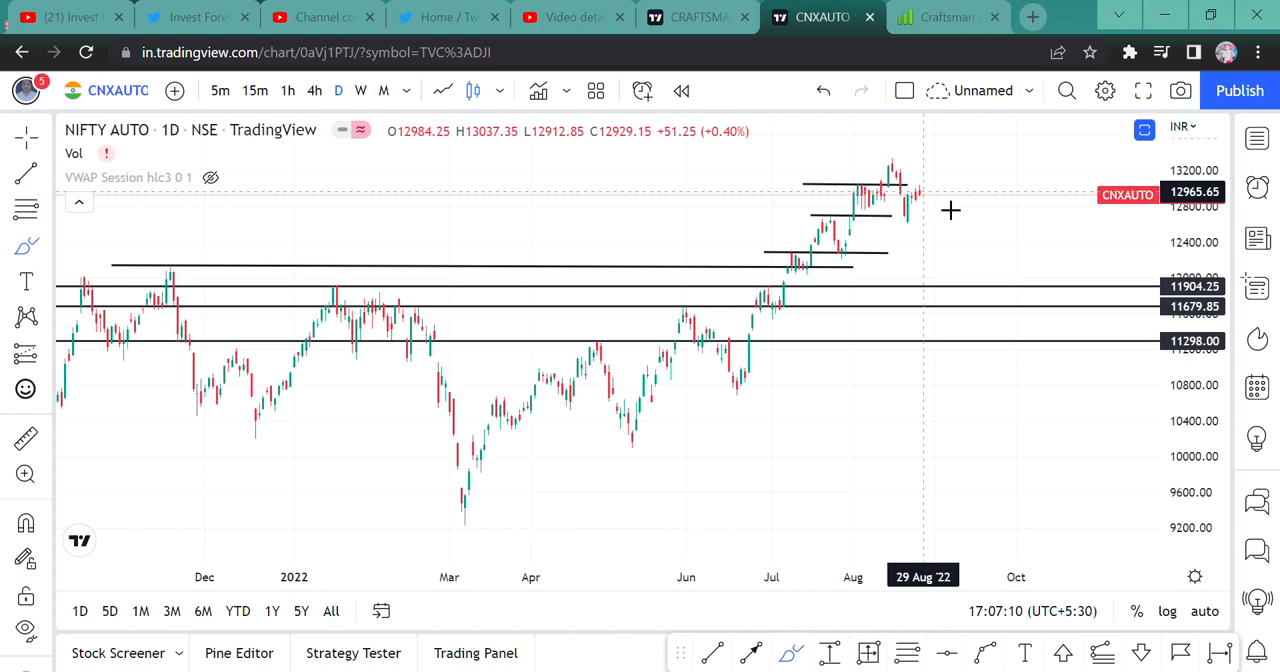 (21) Invest
Invest Fore
Channel co
Home / Tw
Video deta
CRAFTSMA
CNXAUTO
Craftsman
in.tradingview.com/chart/0aVj1PTJ/?symbol=TVC%3ADJI
5
CNXAUTO
5m 15m 1h 4h D W M
Unnamed
Publish
NIFTY AUTO · 1D · NSE · TradingView
O12984.25 H13037.35 L12912.85 C12929.15 +51.25 (+0.40%)
INR
Vol
VWAP Session hlc3 0 1
13200.00
CNXAUTO 12965.65
12800.00
12400.00
12000.00
11904.25
11679.85
11298.00
10800.00
10400.00
10000.00
9600.00
9200.00
Dec 2022 Mar Apr Jun Jul Aug 29 Aug '22 Oct
1D 5D 1M 3M 6M YTD 1Y 5Y All
17:07:10 (UTC+5:30) % log auto
Stock Screener Pine Editor Strategy Tester Trading Panel